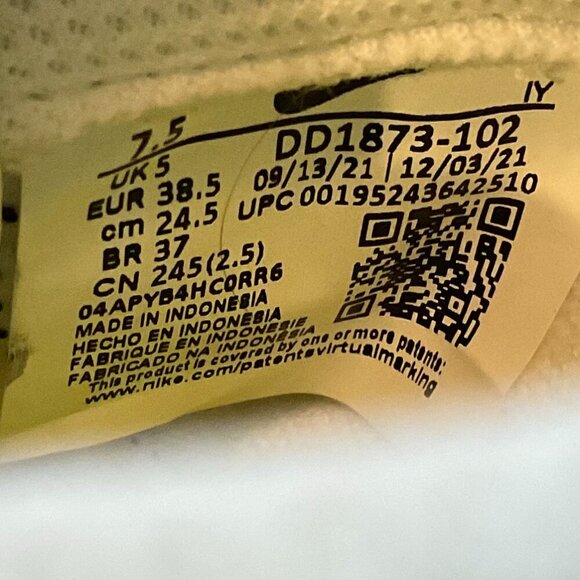 IY
7.5
UK 5
EUR 38.5
cm 24.5
BR 37
CN 245(2.5)
04APYB4HC0RR6
MADE IN INDONESIA
HECHO EN INDONESIA
FABRIQUE EN INDONESIE
FABRICADO NA INDONESIA
This product is covered by one or more patents:
www.nike.com/patentsvirtualmarking
DD1873-102
09/13/21 | 12/03/21
UPC 00195243642510